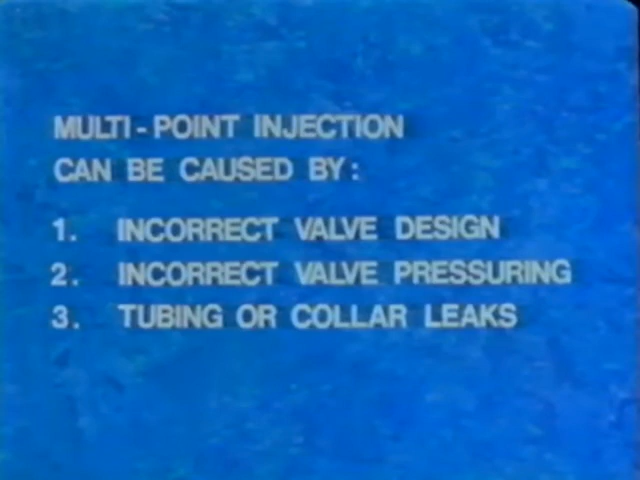 MULTI-POINT INJECTION
CAN BE CAUSED BY:
1. INCORRECT VALVE DESIGN
2. INCORRECT VALVE PRESSURING
3. TUBING OR COLLAR LEAKS